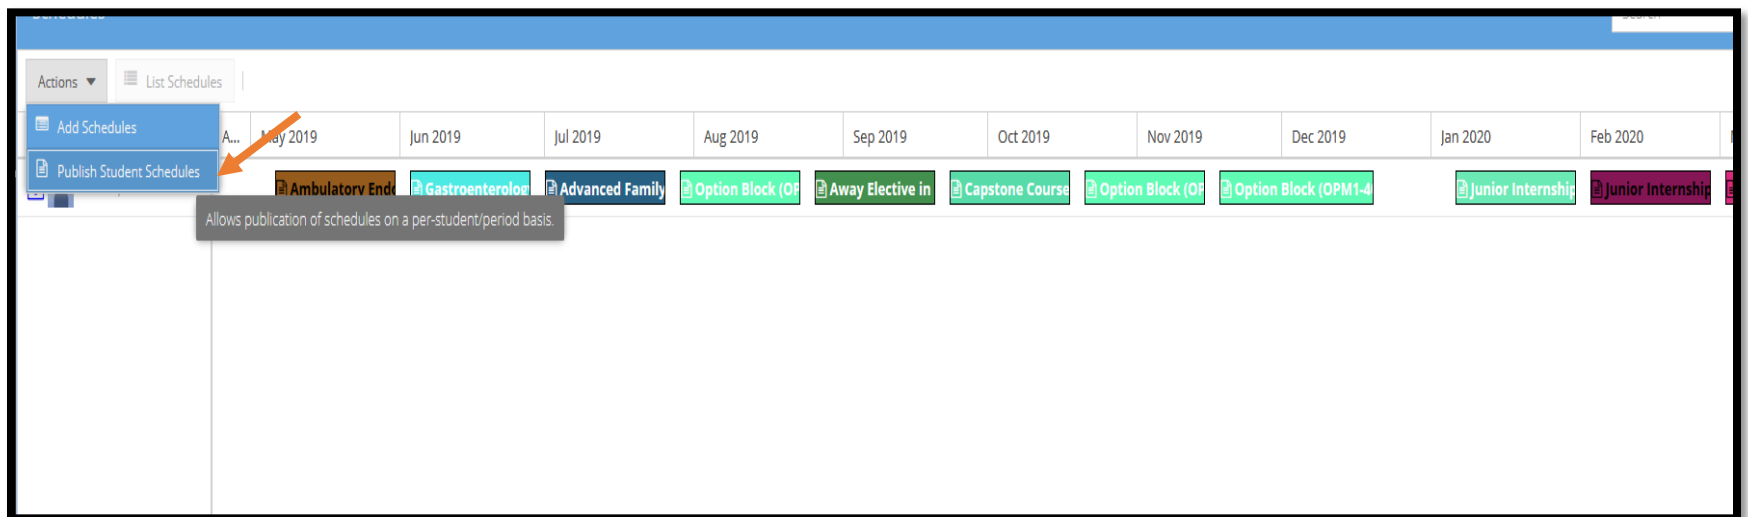 Schedules
Search
Actions
List Schedules
Add Schedules
Publish Student Schedules
A... May 2019 Jun 2019 Jul 2019 Aug 2019 Sep 2019 Oct 2019 Nov 2019 Dec 2019 Jan 2020 Feb 2020
Ambulatory Endo Gastroenterolog Advanced Family Option Block (OP Away Elective in Capstone Course Option Block (OP Option Block (OPM1-4 Junior Internship Junior Internship
Allows publication of schedules on a per-student/period basis.